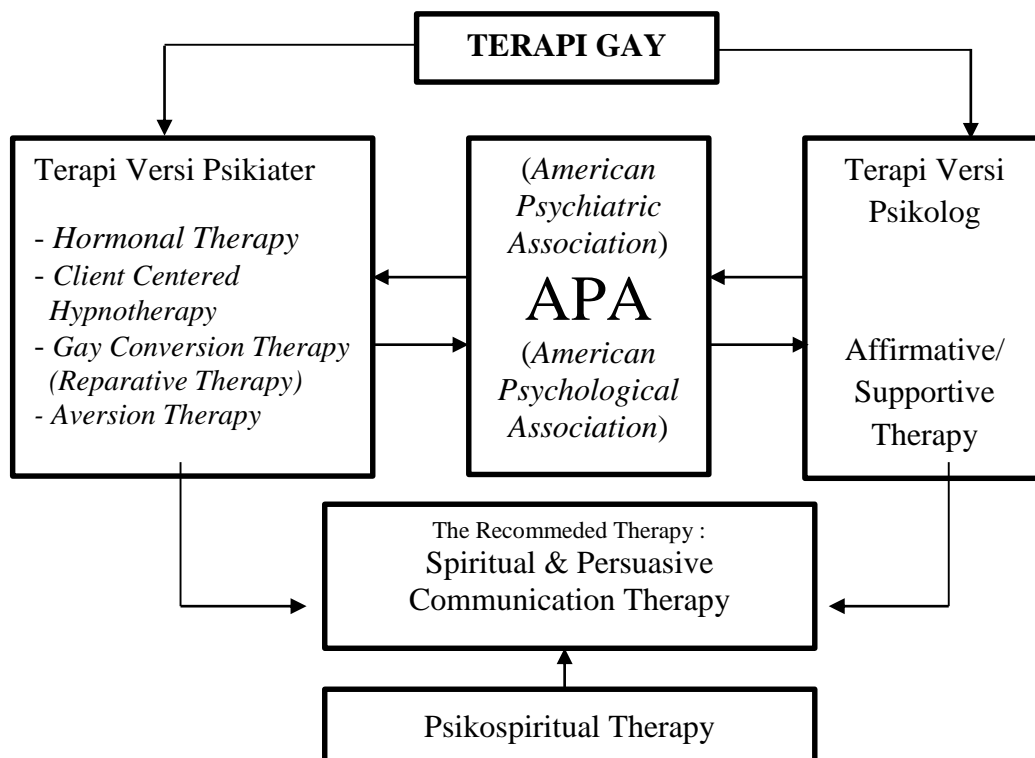 TERAPI GAY
Terapi Versi Psikiater
- Hormonal Therapy
- Client Centered
Hypnotherapy
- Gay Conversion Therapy
(Reparative Therapy)
- Aversion Therapy
(American
Psychiatric
Association)
APA
(American
Psychological
Association)
Terapi Versi
Psikolog
Affirmative/
Supportive
Therapy
The Recommeded Therapy :
Spiritual & Persuasive
Communication Therapy
Psikospiritual Therapy